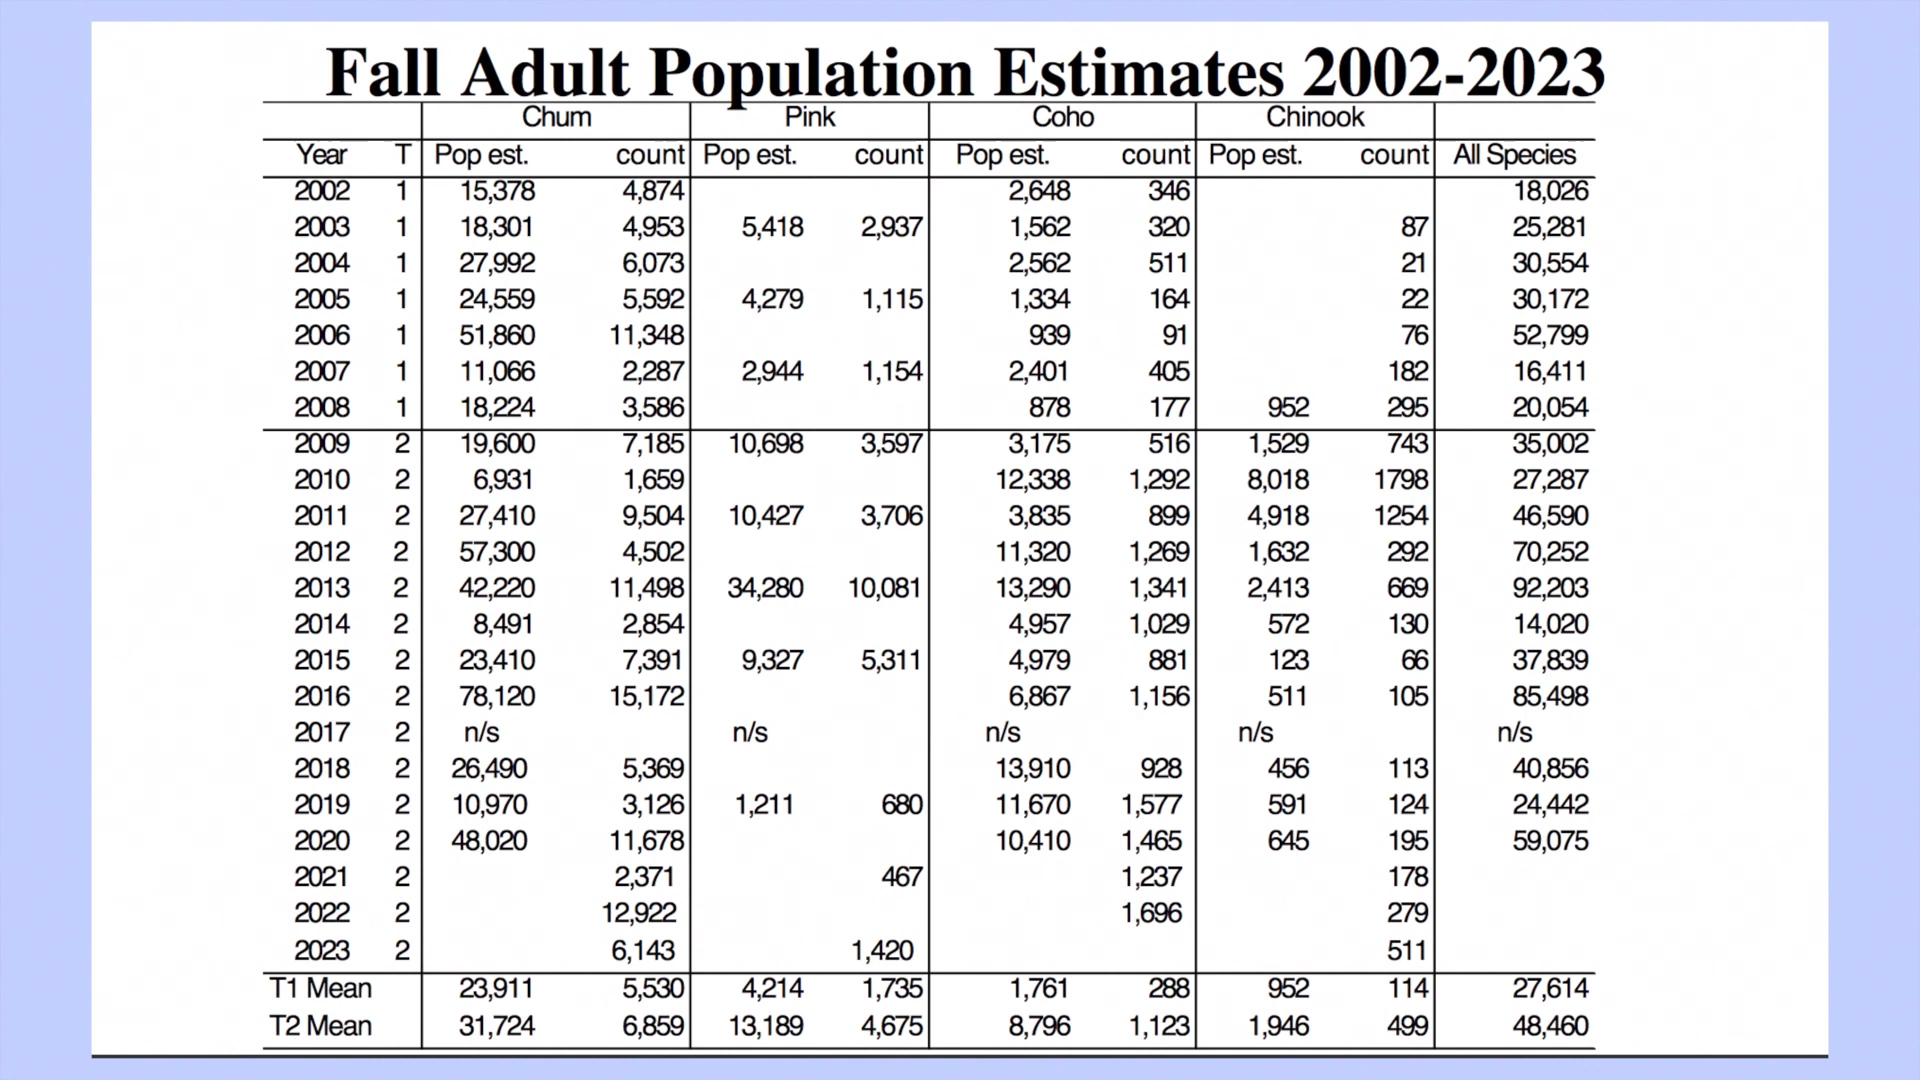 Fall Adult Population Estimates 2002-2023
Chum Pink Coho Chinook
Year T Pop est. count Pop est. count Pop est. count Pop est. count All Species
2002 1 15,378 4,874 2,648 346 18,026
2003 1 18,301 4,953 5,418 2,937 1,562 320 87 25,281
2004 1 27,992 6,073 2,562 511 21 30,554
2005 1 24,559 5,592 4,279 1,115 1,334 164 22 30,172
2006 1 51,860 11,348 939 91 76 52,799
2007 1 11,066 2,287 2,944 1,154 2,401 405 182 16,411
2008 1 18,224 3,586 878 177 952 295 20,054
2009 2 19,600 7,185 10,698 3,597 3,175 516 1,529 743 35,002
2010 2 6,931 1,659 12,338 1,292 8,018 1798 27,287
2011 2 27,410 9,504 10,427 3,706 3,835 899 4,918 1254 46,590
2012 2 57,300 4,502 11,320 1,269 1,632 292 70,252
2013 2 42,220 11,498 34,280 10,081 13,290 1,341 2,413 669 92,203
2014 2 8,491 2,854 4,957 1,029 572 130 14,020
2015 2 23,410 7,391 9,327 5,311 4,979 881 123 66 37,839
2016 2 78,120 15,172 6,867 1,156 511 105 85,498
2017 2 n/s n/s n/s n/s n/s
2018 2 26,490 5,369 13,910 928 456 113 40,856
2019 2 10,970 3,126 1,211 680 11,670 1,577 591 124 24,442
2020 2 48,020 11,678 10,410 1,465 645 195 59,075
2021 2 2,371 467 1,237 178
2022 2 12,922 1,696 279
2023 2 6,143 1,420 511
T1 Mean 23,911 5,530 4,214 1,735 1,761 288 952 114 27,614
T2 Mean 31,724 6,859 13,189 4,675 8,796 1,123 1,946 499 48,460